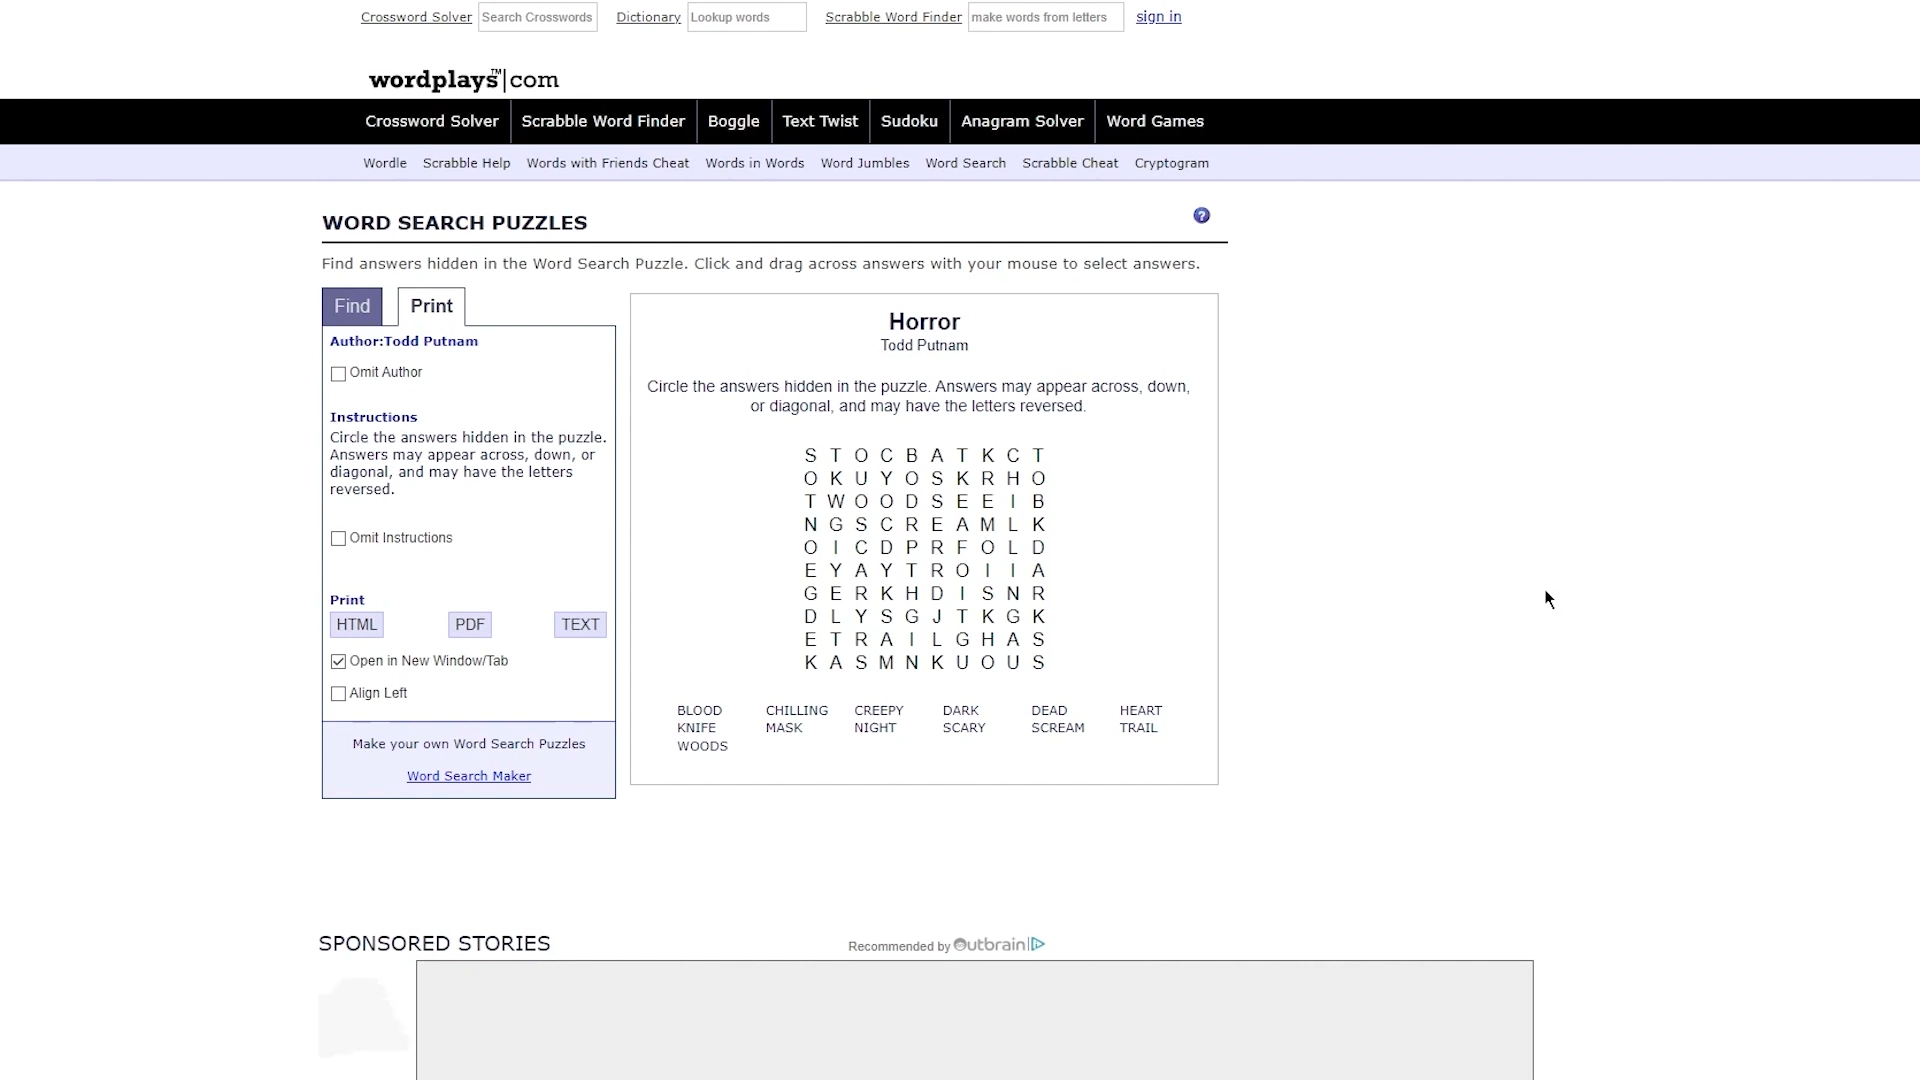 Crossword Solver Search Crosswords Dictionary Lookup words Scrabble Word Finder make words from letters sign in
wordplays™|com
Crossword Solver Scrabble Word Finder Boggle Text Twist Sudoku Anagram Solver Word Games
Wordle Scrabble Help Words with Friends Cheat Words in Words Word Jumbles Word Search Scrabble Cheat Cryptogram
WORD SEARCH PUZZLES ?
Find answers hidden in the Word Search Puzzle. Click and drag across answers with your mouse to select answers.
Find Print
Author:Todd Putnam
Omit Author
Instructions
Circle the answers hidden in the puzzle.
Answers may appear across, down, or
diagonal, and may have the letters
reversed.
Omit Instructions
Print
HTML PDF TEXT
Open in New Window/Tab
Align Left
Make your own Word Search Puzzles
Word Search Maker
Horror
Todd Putnam
Circle the answers hidden in the puzzle. Answers may appear across, down,
or diagonal, and may have the letters reversed.
S T O C B A T K C T
O K U Y O S K R H O
T W O O D S E E I B
N G S C R E A M L K
O I C D P R F O L D
E Y A Y T R O I I A
G E R K H D I S N R
D L Y S G J T K G K
E T R A I L G H A S
K A S M N K U O U S
BLOOD CHILLING CREEPY DARK DEAD HEART
KNIFE MASK NIGHT SCARY SCREAM TRAIL
WOODS
SPONSORED STORIES Recommended by Outbrain